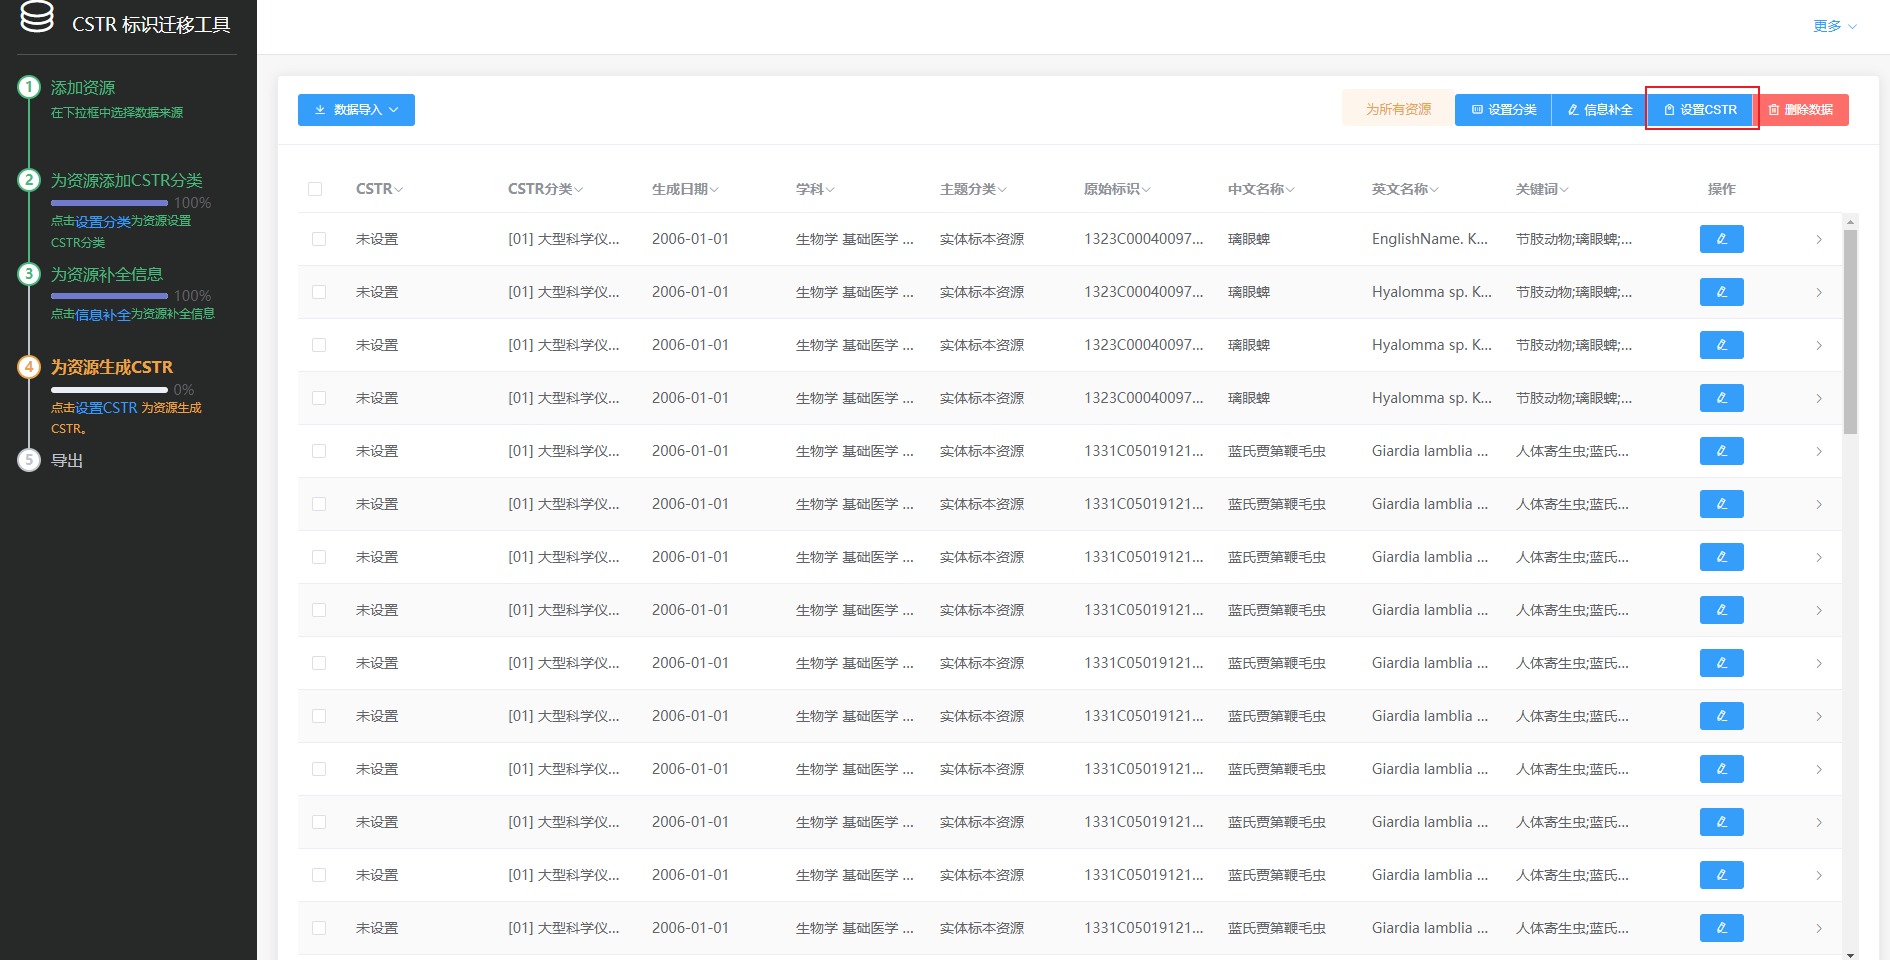 CSTR 标识迁移工具
更多
1 添加资源
在下拉框中选择数据来源
2 为资源添加CSTR分类
100%
点击设置分类为资源设置
CSTR分类
3 为资源补全信息
100%
点击信息补全为资源补全信息
4 为资源生成CSTR
0%
点击设置CSTR 为资源生成
CSTR。
5 导出
数据导入
为所有资源 设置分类 信息补全 设置CSTR 删除数据
CSTR CSTR分类 生成日期 学科 主题分类 原始标识 中文名称 英文名称 关键词 操作
未设置 [01] 大型科学仪... 2006-01-01 生物学 基础医学 ... 实体标本资源 1323C00040097... 璃眼蜱 EnglishName. K... 节肢动物;璃眼蜱;...
未设置 [01] 大型科学仪... 2006-01-01 生物学 基础医学 ... 实体标本资源 1323C00040097... 璃眼蜱 Hyalomma sp. K... 节肢动物;璃眼蜱;...
未设置 [01] 大型科学仪... 2006-01-01 生物学 基础医学 ... 实体标本资源 1323C00040097... 璃眼蜱 Hyalomma sp. K... 节肢动物;璃眼蜱;...
未设置 [01] 大型科学仪... 2006-01-01 生物学 基础医学 ... 实体标本资源 1323C00040097... 璃眼蜱 Hyalomma sp. K... 节肢动物;璃眼蜱;...
未设置 [01] 大型科学仪... 2006-01-01 生物学 基础医学 ... 实体标本资源 1331C05019121... 蓝氏贾第鞭毛虫 Giardia lamblia ... 人体寄生虫;蓝氏...
未设置 [01] 大型科学仪... 2006-01-01 生物学 基础医学 ... 实体标本资源 1331C05019121... 蓝氏贾第鞭毛虫 Giardia lamblia ... 人体寄生虫;蓝氏...
未设置 [01] 大型科学仪... 2006-01-01 生物学 基础医学 ... 实体标本资源 1331C05019121... 蓝氏贾第鞭毛虫 Giardia lamblia ... 人体寄生虫;蓝氏...
未设置 [01] 大型科学仪... 2006-01-01 生物学 基础医学 ... 实体标本资源 1331C05019121... 蓝氏贾第鞭毛虫 Giardia lamblia ... 人体寄生虫;蓝氏...
未设置 [01] 大型科学仪... 2006-01-01 生物学 基础医学 ... 实体标本资源 1331C05019121... 蓝氏贾第鞭毛虫 Giardia lamblia ... 人体寄生虫;蓝氏...
未设置 [01] 大型科学仪... 2006-01-01 生物学 基础医学 ... 实体标本资源 1331C05019121... 蓝氏贾第鞭毛虫 Giardia lamblia ... 人体寄生虫;蓝氏...
未设置 [01] 大型科学仪... 2006-01-01 生物学 基础医学 ... 实体标本资源 1331C05019121... 蓝氏贾第鞭毛虫 Giardia lamblia ... 人体寄生虫;蓝氏...
未设置 [01] 大型科学仪... 2006-01-01 生物学 基础医学 ... 实体标本资源 1331C05019121... 蓝氏贾第鞭毛虫 Giardia lamblia ... 人体寄生虫;蓝氏...
未设置 [01] 大型科学仪... 2006-01-01 生物学 基础医学 ... 实体标本资源 1331C05019121... 蓝氏贾第鞭毛虫 Giardia lamblia ... 人体寄生虫;蓝氏...
未设置 [01] 大型科学仪... 2006-01-01 生物学 基础医学 ... 实体标本资源 1331C05019121... 蓝氏贾第鞭毛虫 Giardia lamblia ... 人体寄生虫;蓝氏...